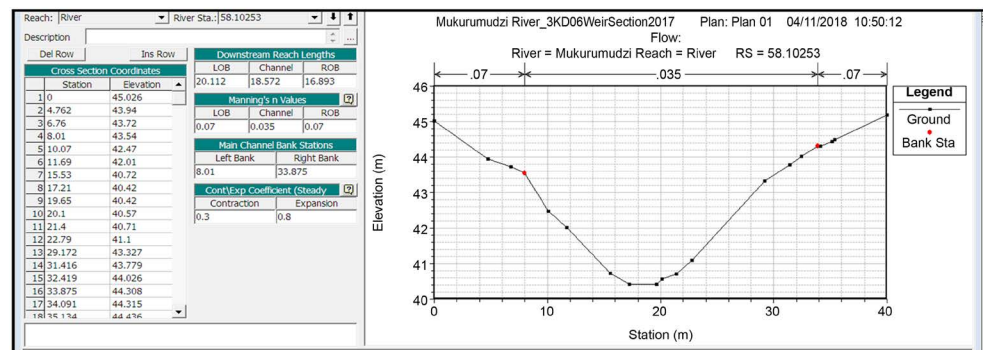 Reach: River River Sta.: 58.10253
Description ...
Del Row Ins Row
Cross Section Coordinates
Station Elevation
1 0 45.026
2 4.762 43.94
3 6.76 43.72
4 8.01 43.54
5 10.07 42.47
6 11.69 42.01
7 15.53 40.72
8 17.21 40.42
9 19.65 40.42
10 20.1 40.57
11 21.4 40.71
12 22.79 41.1
13 29.172 43.327
14 31.416 43.779
15 32.419 44.026
16 33.875 44.308
17 34.091 44.315
18 35.134 44.436
Downstream Reach Lengths
LOB Channel ROB
20.112 18.572 16.893
Manning's n Values ?
LOB Channel ROB
0.07 0.035 0.07
Main Channel Bank Stations
Left Bank Right Bank
8.01 33.875
Cont\Exp Coefficient (Steady ?
Contraction Expansion
0.3 0.8
Mukurumudzi River_3KD06WeirSection2017 Plan: Plan 01 04/11/2018 10:50:12
Flow:
River = Mukurumudzi Reach = River RS = 58.10253
.07 .035 .07
46
45
44
43
42
41
40
Elevation (m)
0 10 20 30 40
Station (m)
Legend
Ground
Bank Sta